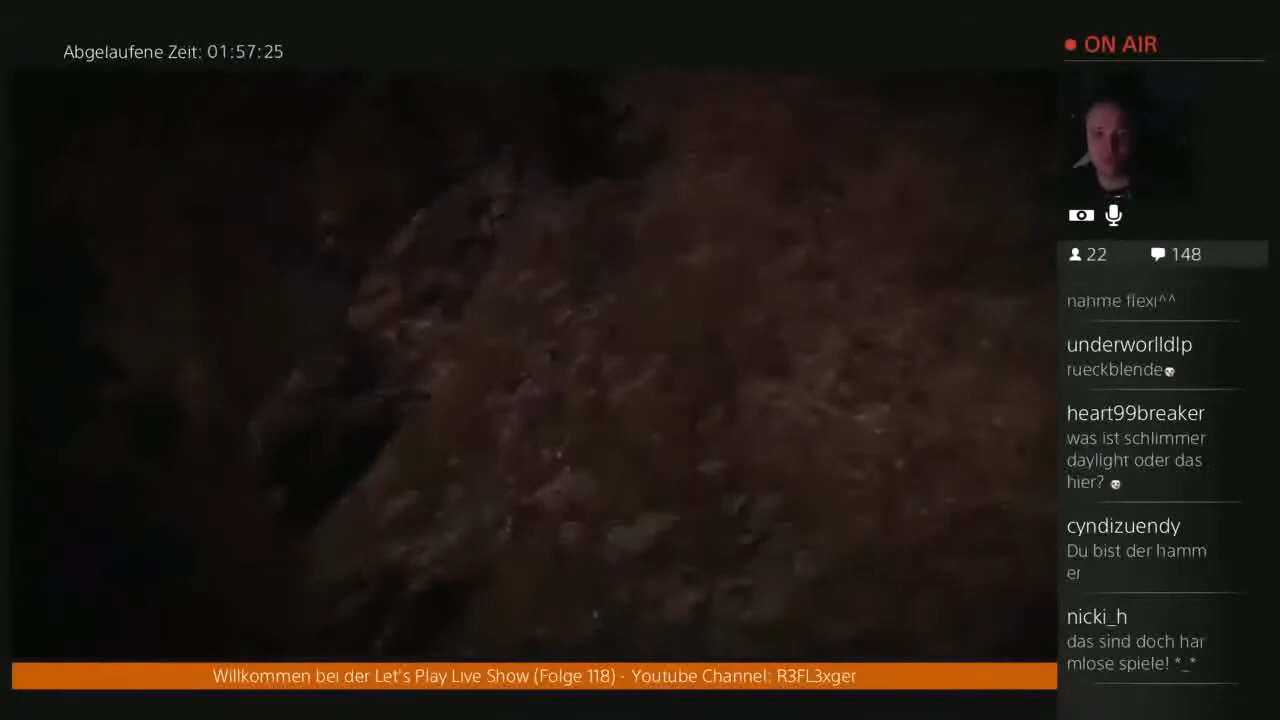 Abgelaufene Zeit: 01:57:25
ON AIR
22 148
nahme flexi^^
underworlldlp
rueckblende
heart99breaker
was ist schlimmer
daylight oder das
hier?
cyndizuendy
Du bist der hamm
er
nicki_h
das sind doch har
mlose spiele! *_*
Willkommen bei der Let's Play Live Show (Folge 118) - Youtube Channel: R3FL3xger